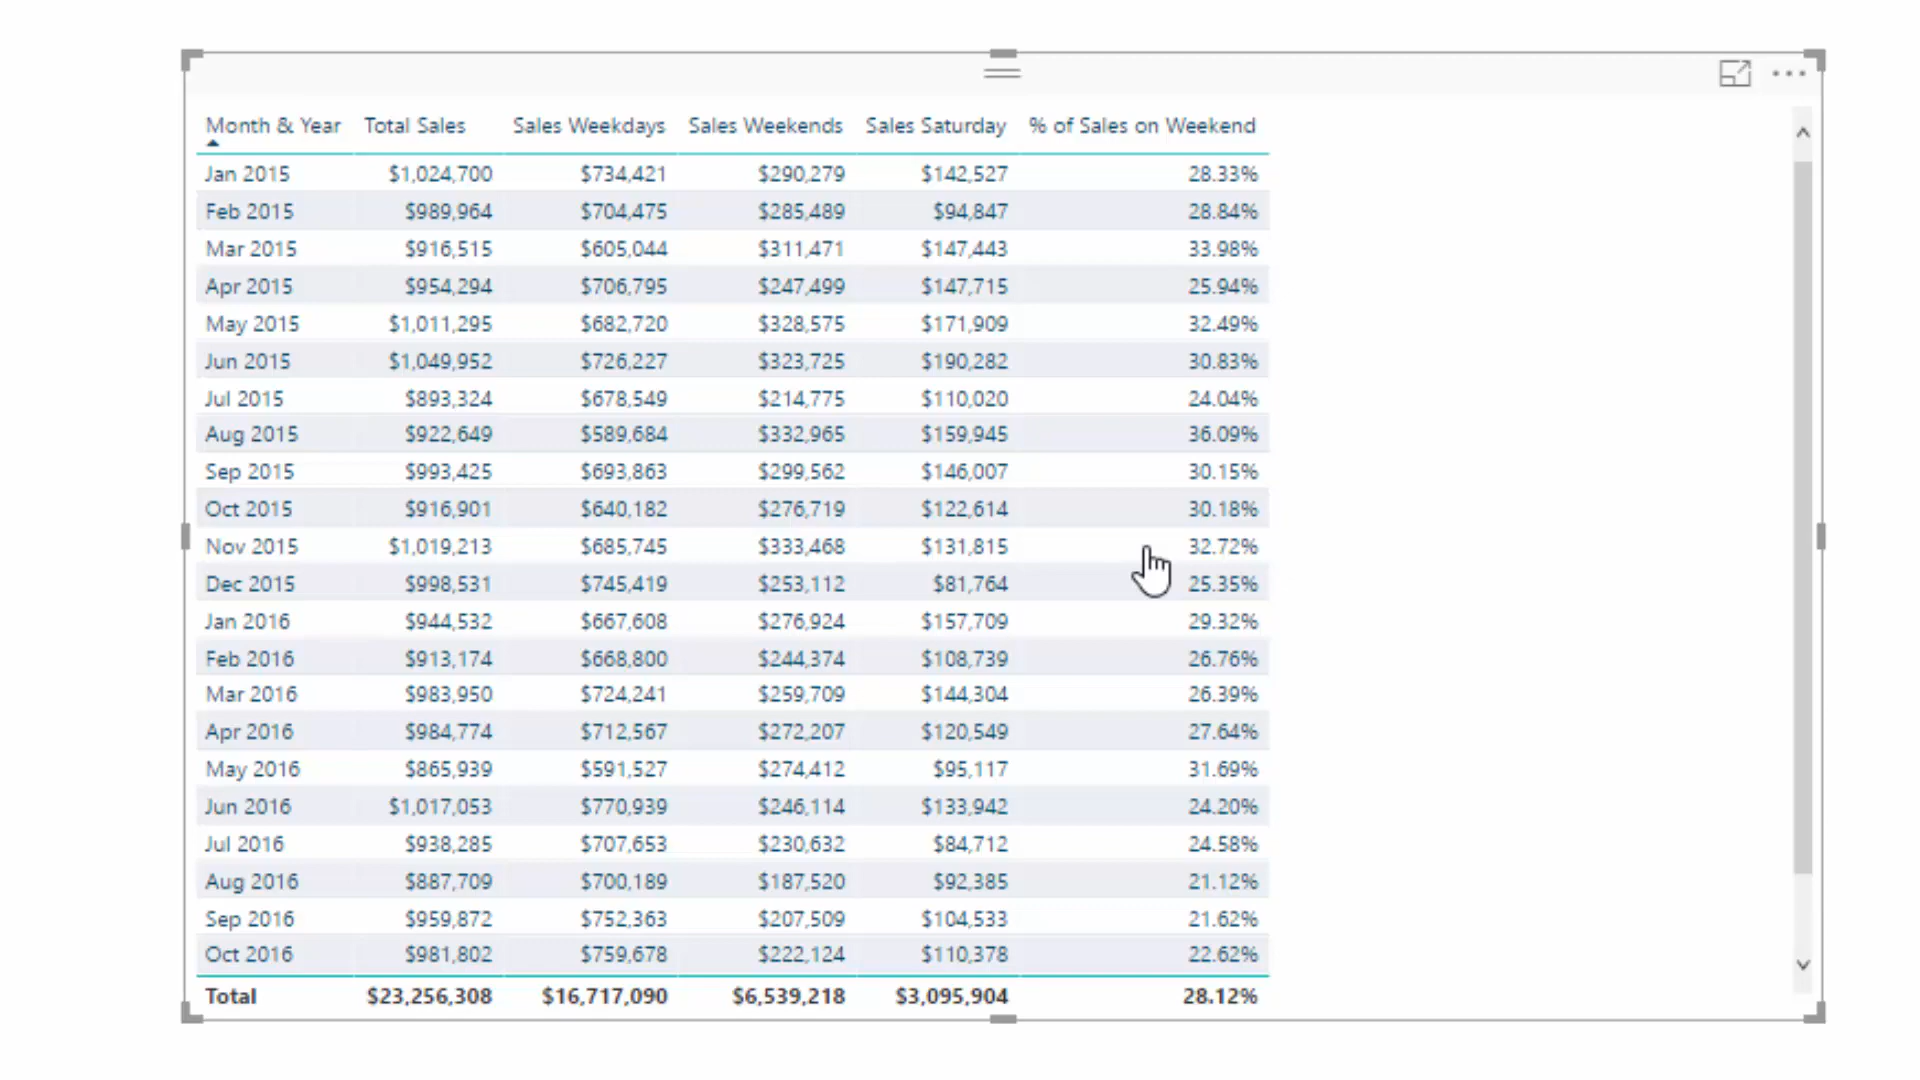 Month & Year Total Sales Sales Weekdays Sales Weekends Sales Saturday % of Sales on Weekend
Jan 2015 $1,024,700 $734,421 $290,279 $142,527 28.33%
Feb 2015 $989,964 $704,475 $285,489 $94,847 28.84%
Mar 2015 $916,515 $605,044 $311,471 $147,443 33.98%
Apr 2015 $954,294 $706,795 $247,499 $147,715 25.94%
May 2015 $1,011,295 $682,720 $328,575 $171,909 32.49%
Jun 2015 $1,049,952 $726,227 $323,725 $190,282 30.83%
Jul 2015 $893,324 $678,549 $214,775 $110,020 24.04%
Aug 2015 $922,649 $589,684 $332,965 $159,945 36.09%
Sep 2015 $993,425 $693,863 $299,562 $146,007 30.15%
Oct 2015 $916,901 $640,182 $276,719 $122,614 30.18%
Nov 2015 $1,019,213 $685,745 $333,468 $131,815 32.72%
Dec 2015 $998,531 $745,419 $253,112 $81,764 25.35%
Jan 2016 $944,532 $667,608 $276,924 $157,709 29.32%
Feb 2016 $913,174 $668,800 $244,374 $108,739 26.76%
Mar 2016 $983,950 $724,241 $259,709 $144,304 26.39%
Apr 2016 $984,774 $712,567 $272,207 $120,549 27.64%
May 2016 $865,939 $591,527 $274,412 $95,117 31.69%
Jun 2016 $1,017,053 $770,939 $246,114 $133,942 24.20%
Jul 2016 $938,285 $707,653 $230,632 $84,712 24.58%
Aug 2016 $887,709 $700,189 $187,520 $92,385 21.12%
Sep 2016 $959,872 $752,363 $207,509 $104,533 21.62%
Oct 2016 $981,802 $759,678 $222,124 $110,378 22.62%
Total $23,256,308 $16,717,090 $6,539,218 $3,095,904 28.12%